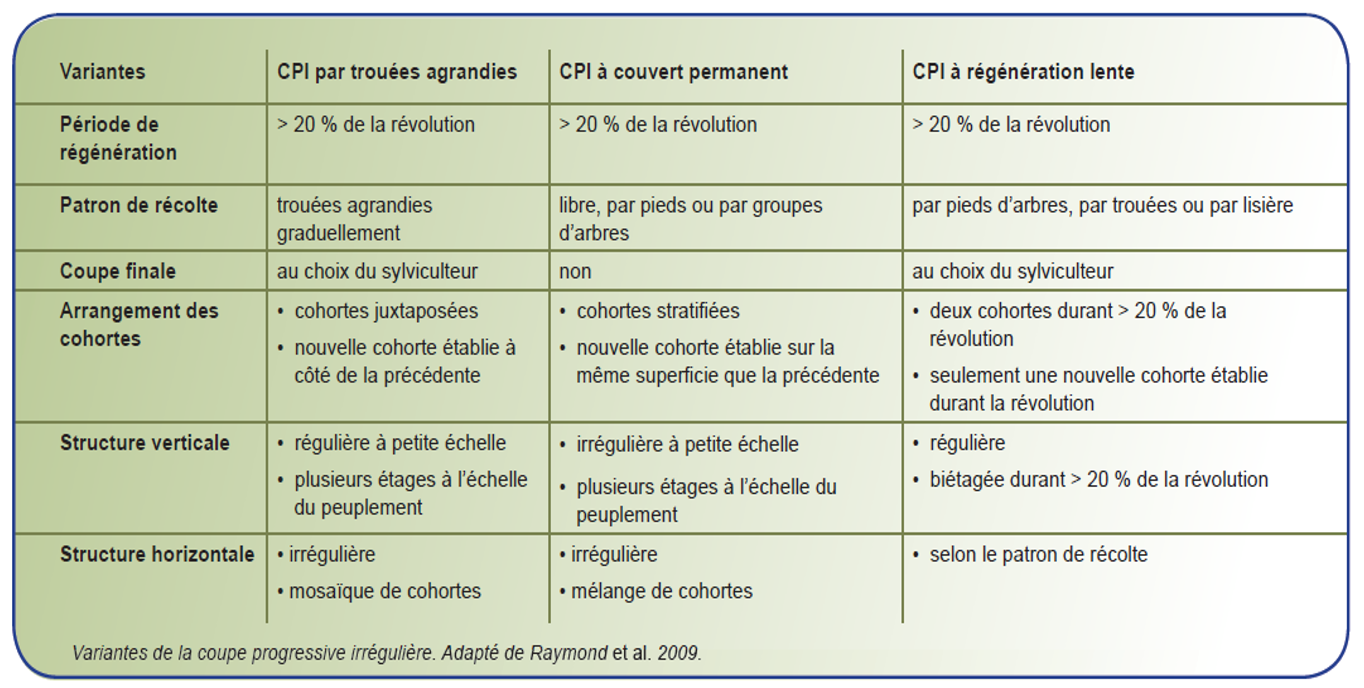 Variantes
CPI par trouées agrandies
CPI à couvert permanent
CPI à régénération lente
Période de
régénération
> 20 % de la révolution
> 20 % de la révolution
> 20 % de la révolution
Patron de récolte
trouées agrandies
graduellement
libre, par pieds ou par groupes
d’arbres
par pieds d’arbres, par trouées ou par lisière
Coupe finale
au choix du sylviculteur
non
au choix du sylviculteur
Arrangement des
cohortes
• cohortes juxtaposées
• nouvelle cohorte établie à
côté de la précédente
• cohortes stratifiées
• nouvelle cohorte établie sur la
même superficie que la précédente
• deux cohortes durant > 20 % de la
révolution
• seulement une nouvelle cohorte établie
durant la révolution
Structure verticale
• régulière à petite échelle
• plusieurs étages à l’échelle
du peuplement
• irrégulière à petite échelle
• plusieurs étages à l’échelle du
peuplement
• régulière
• biétagée durant > 20 % de la révolution
Structure horizontale
• irrégulière
• mosaïque de cohortes
• irrégulière
• mélange de cohortes
• selon le patron de récolte
Variantes de la coupe progressive irrégulière. Adapté de Raymond et al. 2009.